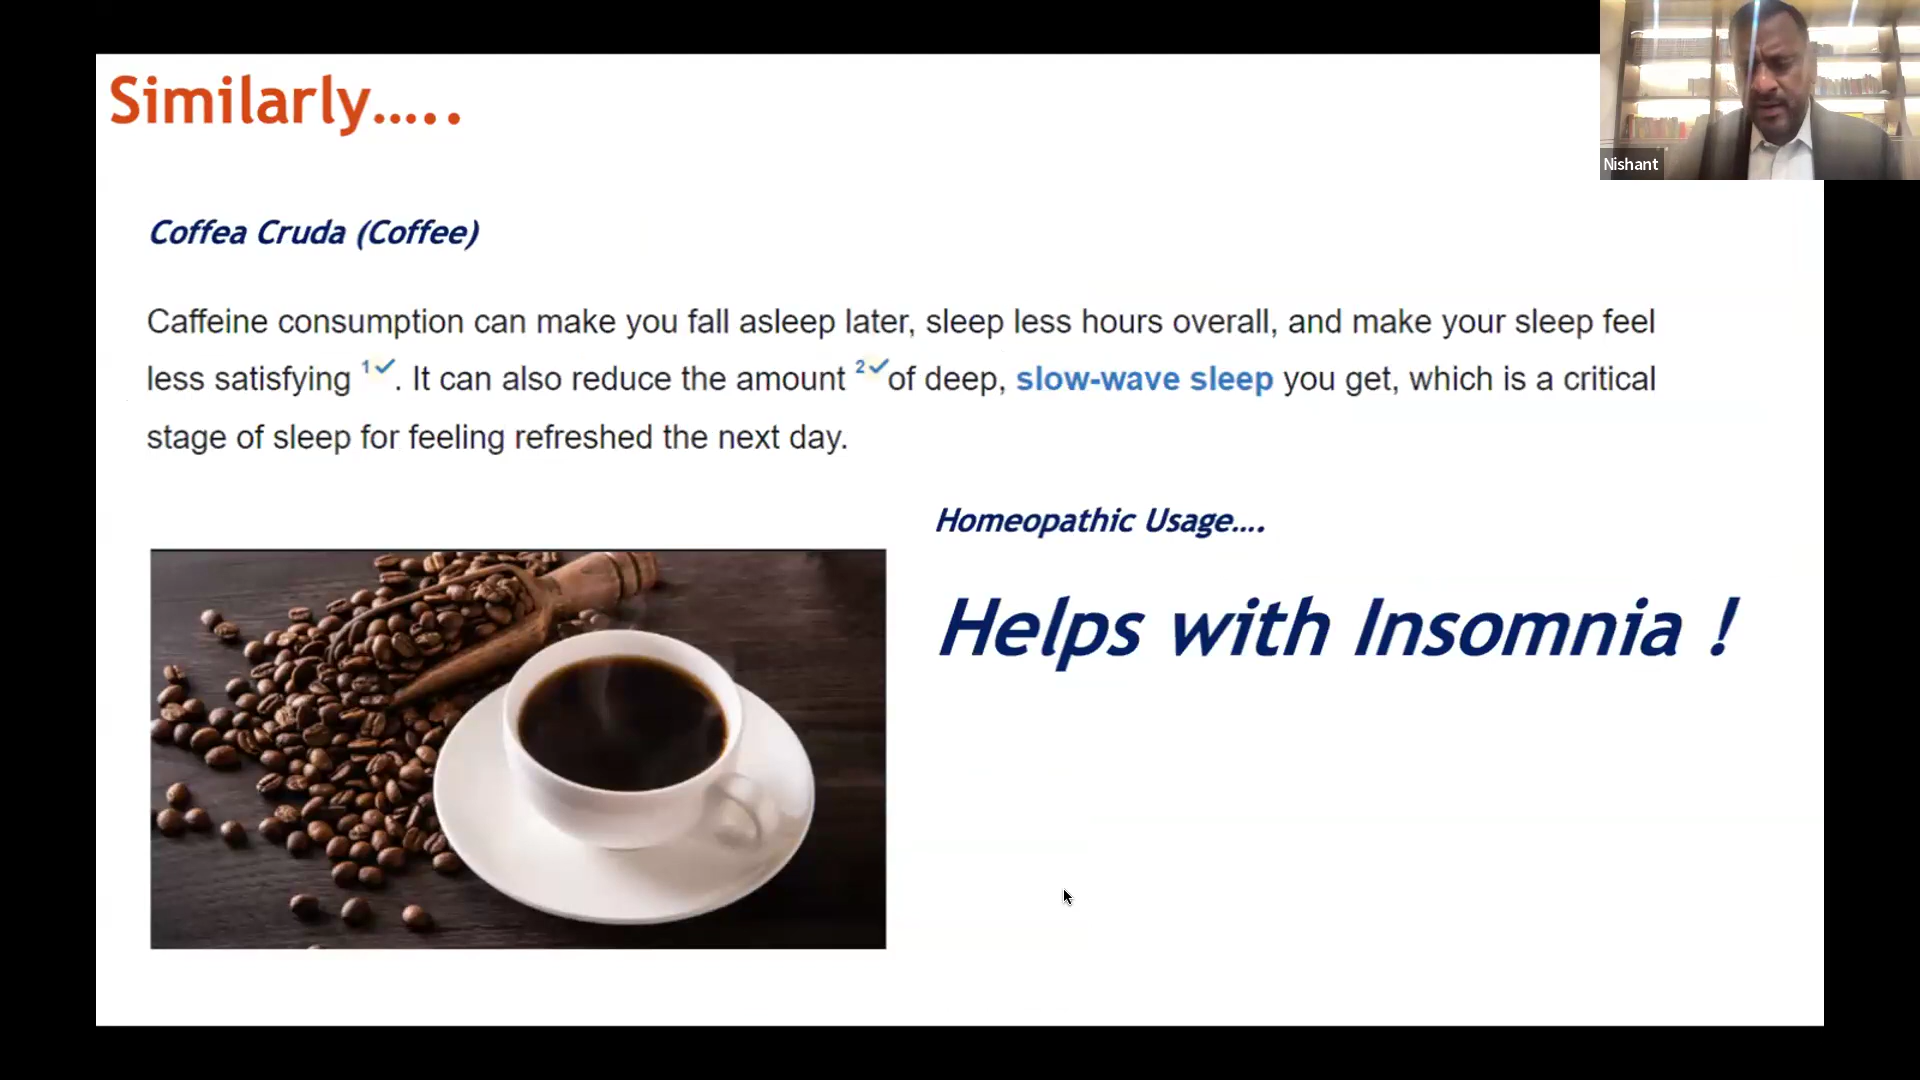 Similarly…..
Nishant
Coffea Cruda (Coffee)
Caffeine consumption can make you fall asleep later, sleep less hours overall, and make your sleep feel
less satisfying 1✓. It can also reduce the amount 2✓of deep, slow-wave sleep you get, which is a critical
stage of sleep for feeling refreshed the next day.
Homeopathic Usage….
Helps with Insomnia !